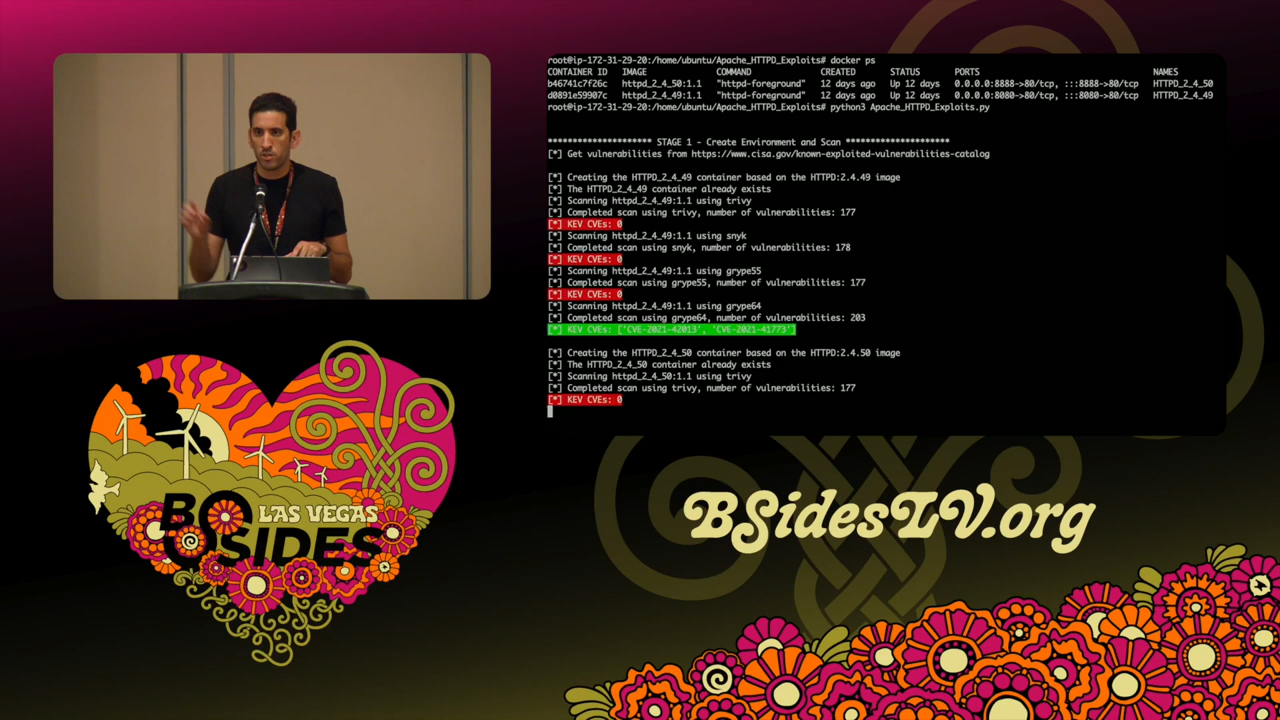 root@ip-172-31-29-20:/home/ubuntu/Apache_HTTPD_Exploits# docker ps
CONTAINER ID IMAGE COMMAND CREATED STATUS PORTS NAMES
b46741c7f26c httpd_2_4_50:1.1 "httpd-foreground" 12 days ago Up 12 days 0.0.0.0:8888->80/tcp, :::8888->80/tcp HTTPD_2_4_50
d0891e59907c httpd_2_4_49:1.1 "httpd-foreground" 12 days ago Up 12 days 0.0.0.0:8080->80/tcp, :::8080->80/tcp HTTPD_2_4_49
root@ip-172-31-29-20:/home/ubuntu/Apache_HTTPD_Exploits# python3 Apache_HTTPD_Exploits.py
********************* STAGE 1 - Create Environment and Scan *********************
[*] Get vulnerabilities from https://www.cisa.gov/known-exploited-vulnerabilities-catalog
[*] Creating the HTTPD_2_4_49 container based on the HTTPD:2.4.49 image
[*] The HTTPD_2_4_49 container already exists
[*] Scanning httpd_2_4_49:1.1 using trivy
[*] Completed scan using trivy, number of vulnerabilities: 177
[*] KEV CVEs: 0
[*] Scanning httpd_2_4_49:1.1 using snyk
[*] Completed scan using snyk, number of vulnerabilities: 178
[*] KEV CVEs: 0
[*] Scanning httpd_2_4_49:1.1 using grype55
[*] Completed scan using grype55, number of vulnerabilities: 177
[*] KEV CVEs: 0
[*] Scanning httpd_2_4_49:1.1 using grype64
[*] Completed scan using grype64, number of vulnerabilities: 203
[*] KEV CVEs: ['CVE-2021-42013', 'CVE-2021-41773']
[*] Creating the HTTPD_2_4_50 container based on the HTTPD:2.4.50 image
[*] The HTTPD_2_4_50 container already exists
[*] Scanning httpd_2_4_50:1.1 using trivy
[*] Completed scan using trivy, number of vulnerabilities: 177
[*] KEV CVEs: 0
BSIDES
LAS VEGAS
23
BSidesLV.org